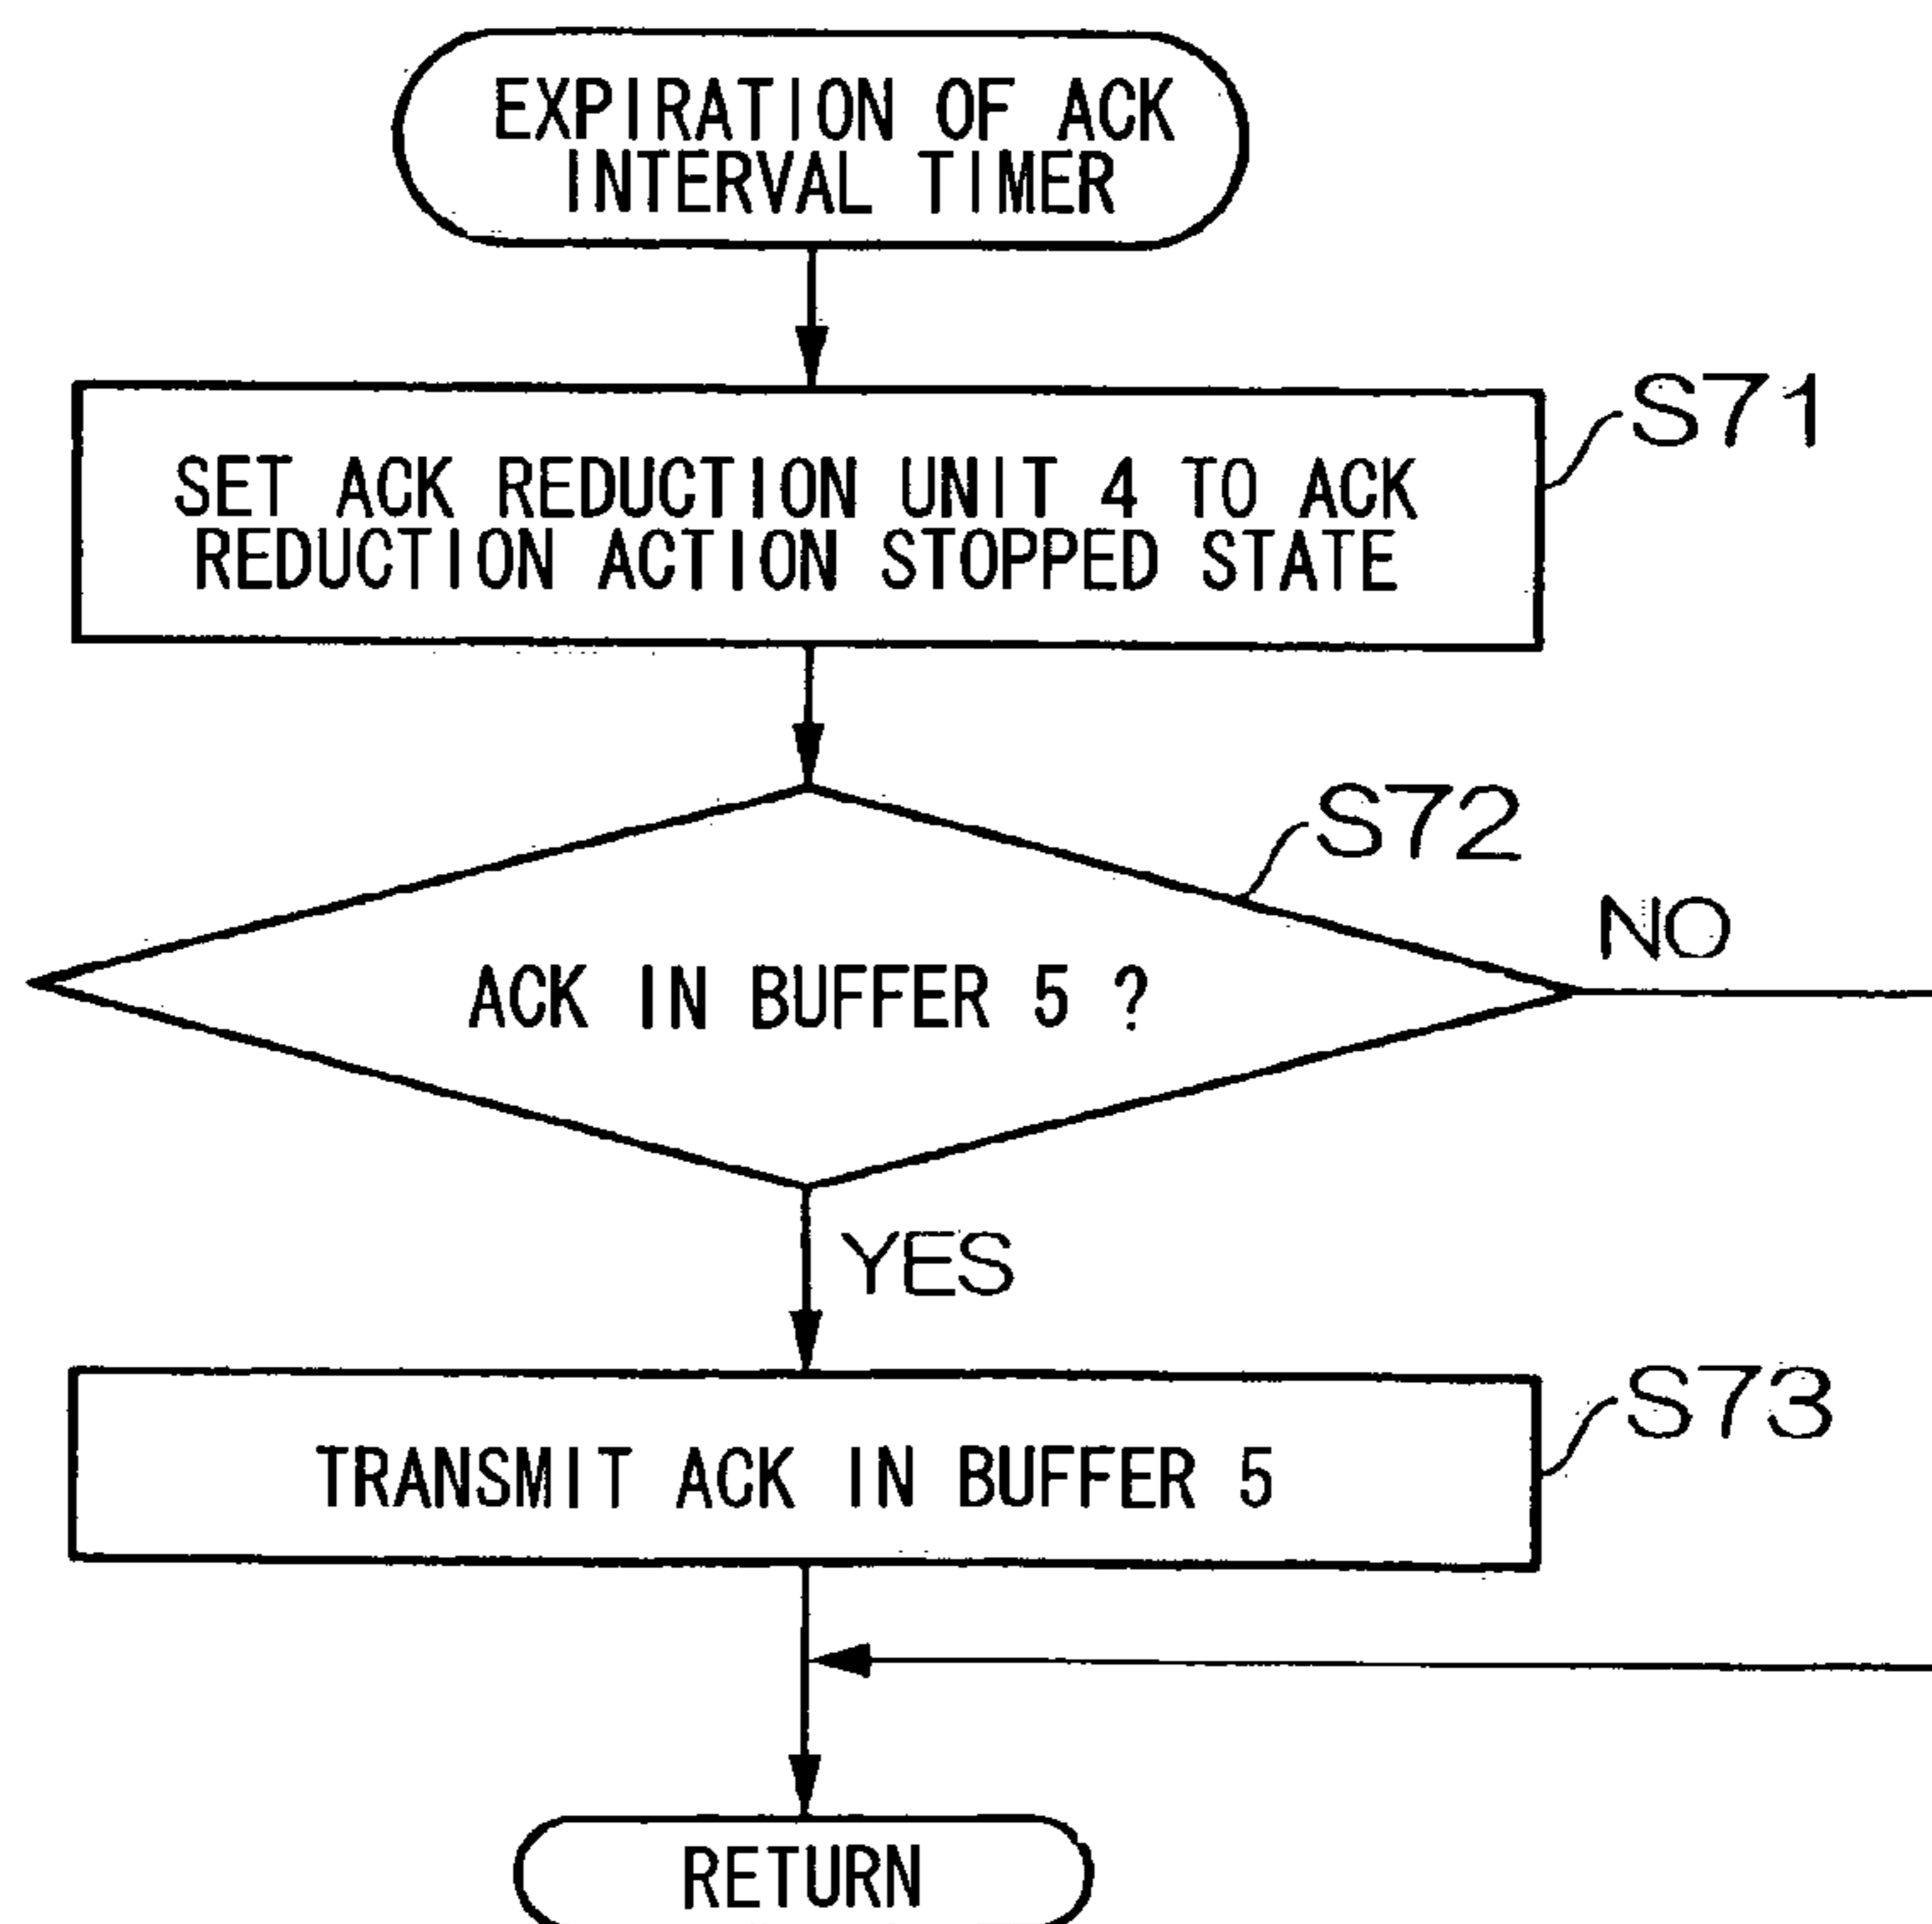 EXPIRATION OF ACK
INTERVAL TIMER
S71
SET ACK REDUCTION UNIT 4 TO ACK
REDUCTION ACTION STOPPED STATE
S72
NO
ACK IN BUFFER 5 ?
YES
S73
TRANSMIT ACK IN BUFFER 5
RETURN